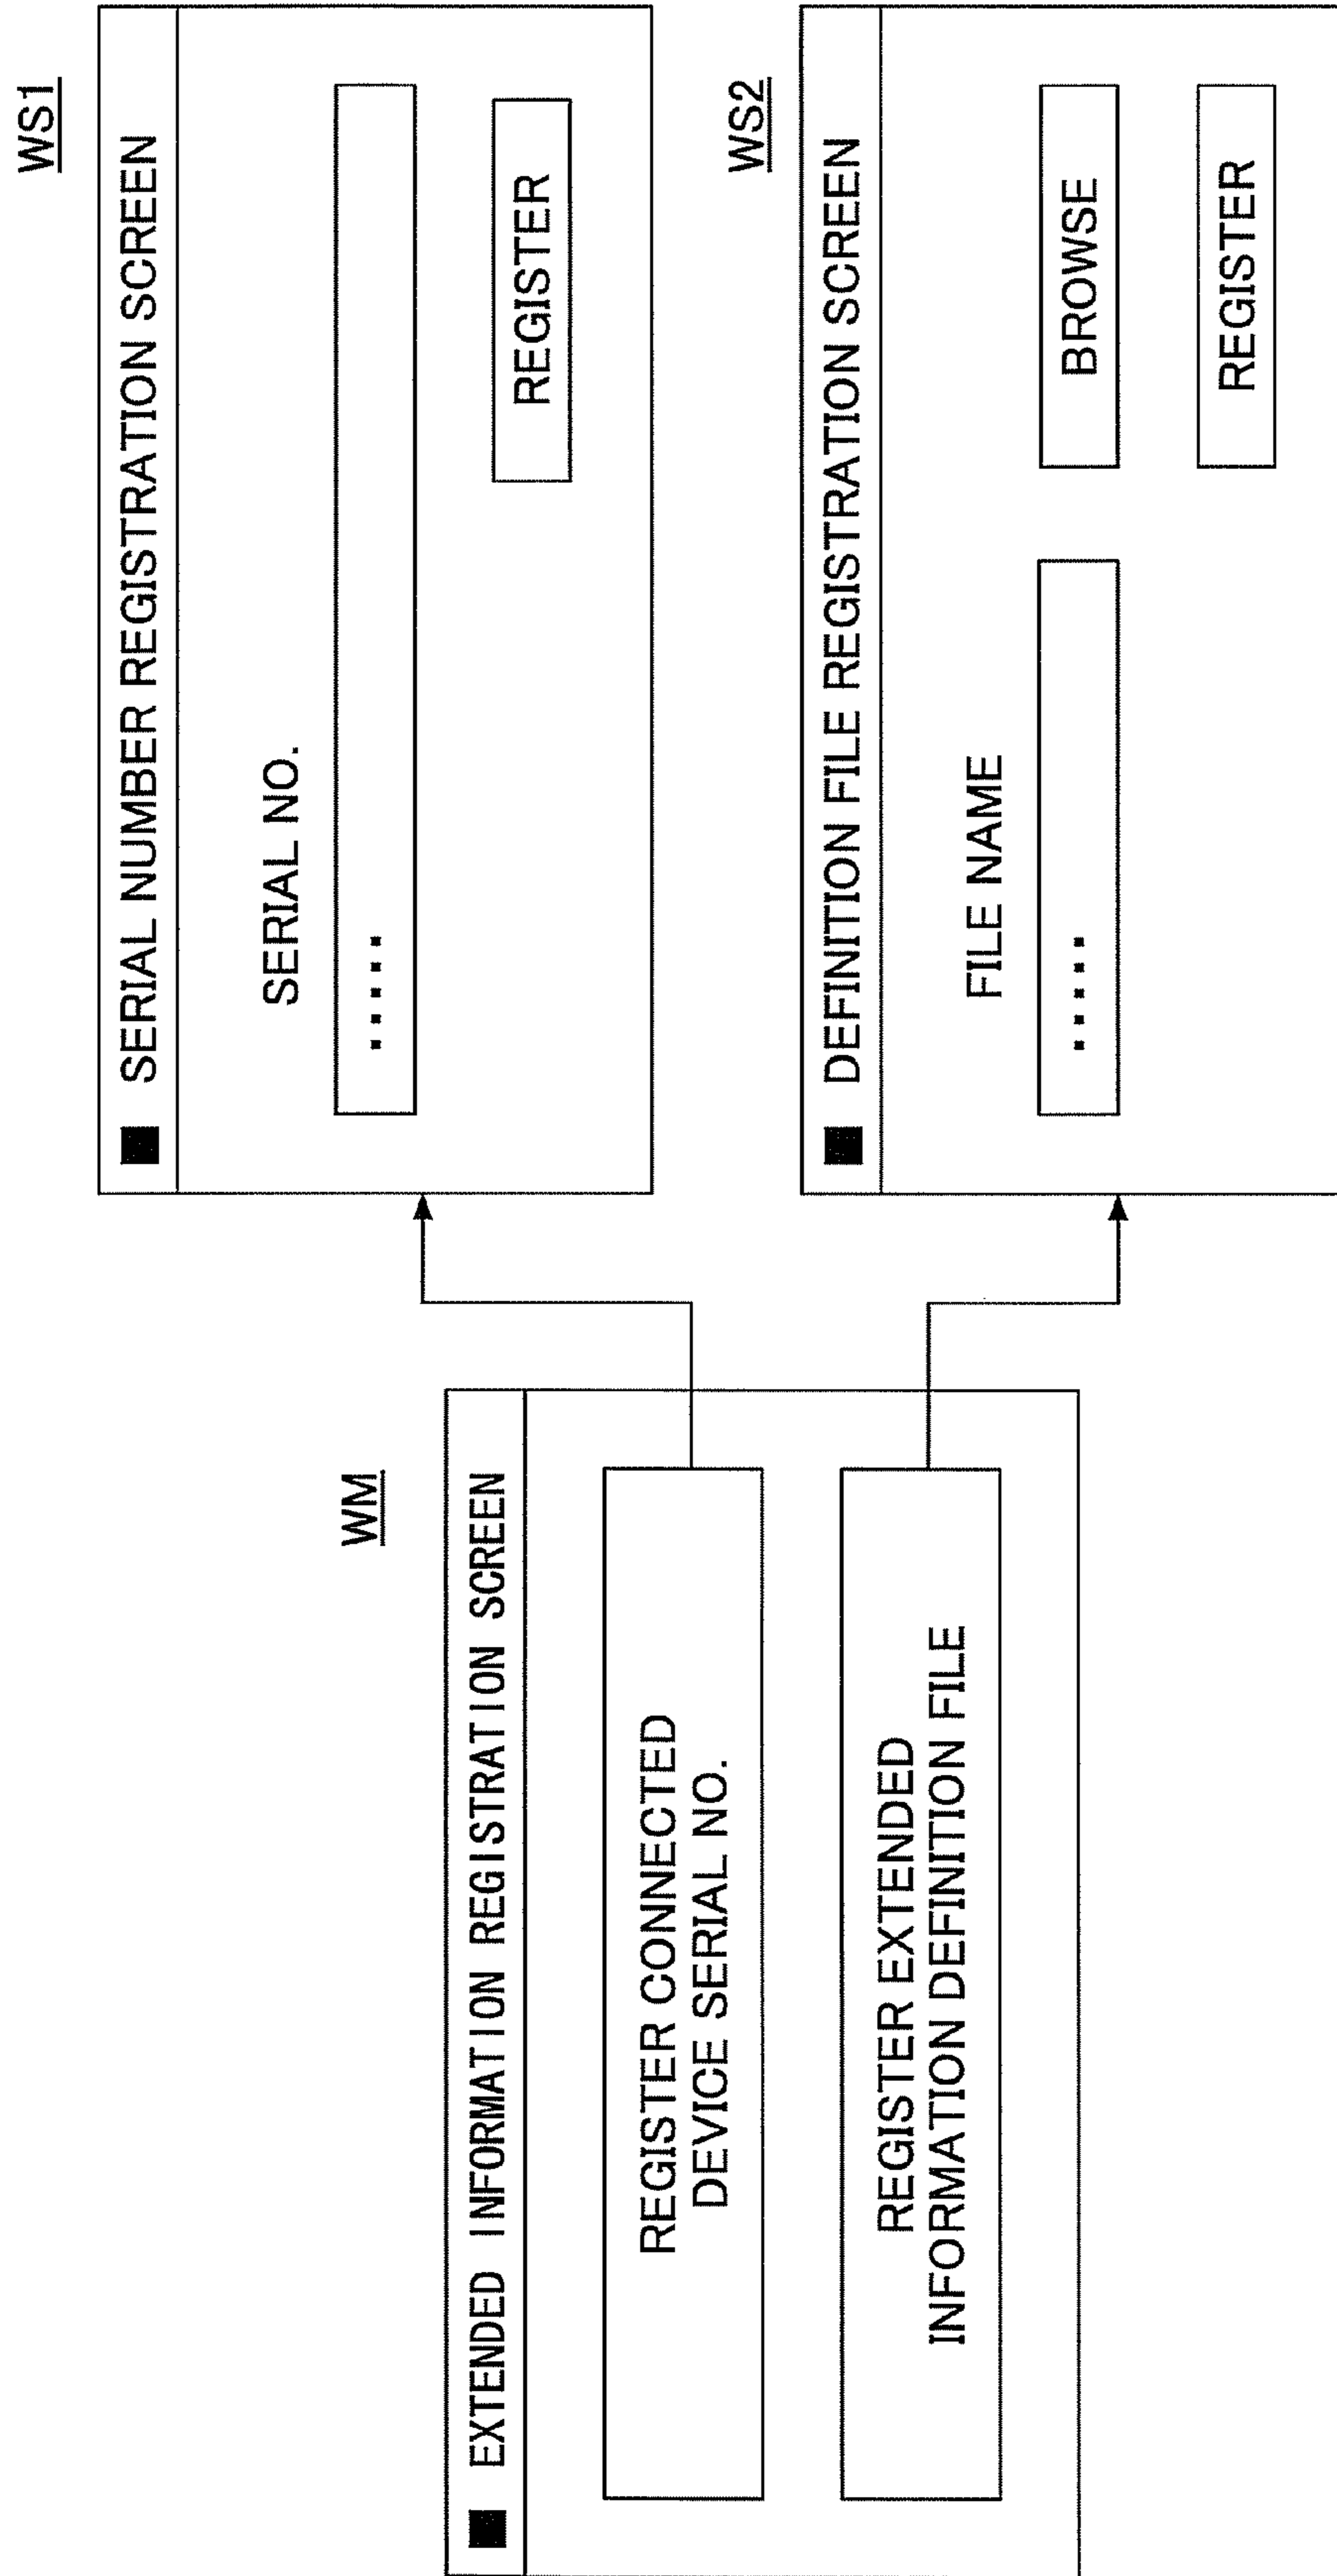 WM
■ EXTENDED INFORMATION REGISTRATION SCREEN
REGISTER CONNECTED
DEVICE SERIAL NO.
REGISTER EXTENDED
INFORMATION DEFINITION FILE
WS1
■ SERIAL NUMBER REGISTRATION SCREEN
SERIAL NO.
.....
REGISTER
WS2
■ DEFINITION FILE REGISTRATION SCREEN
FILE NAME
.....
BROWSE
REGISTER